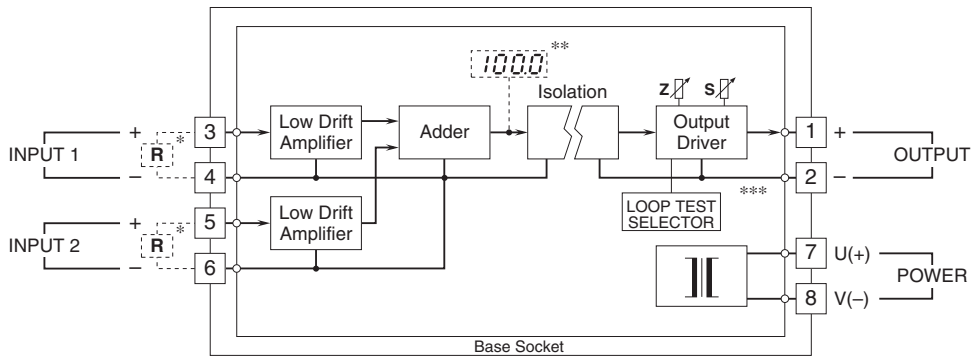 100.0 **
Isolation
Z S
INPUT 1
+
R *
−
3
4
Low Drift
Amplifier
Adder
Output
Driver
1 +
2 −
OUTPUT
***
LOOP TEST
SELECTOR
INPUT 2
+
R *
−
5
6
Low Drift
Amplifier
7 U(+)
8 V(–)
POWER
Base Socket